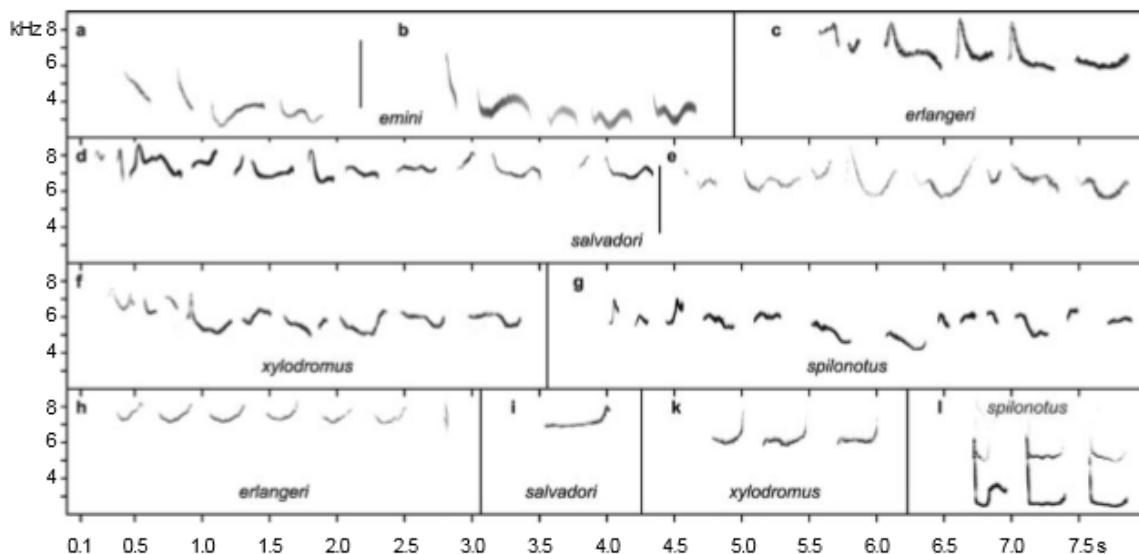 kHz 8 a b c
6
4
emini erlangeri
8 d e
6
4
salvadori
8 f g
6
4
xylodromus spilonotus
8 h i k l spilonotus
6
4
erlangeri salvadori xylodromus
0.1 0.5 1.0 1.5 2.0 2.5 3.0 3.5 4.0 4.5 5.0 5.5 6.0 6.5 7.0 7.5 s